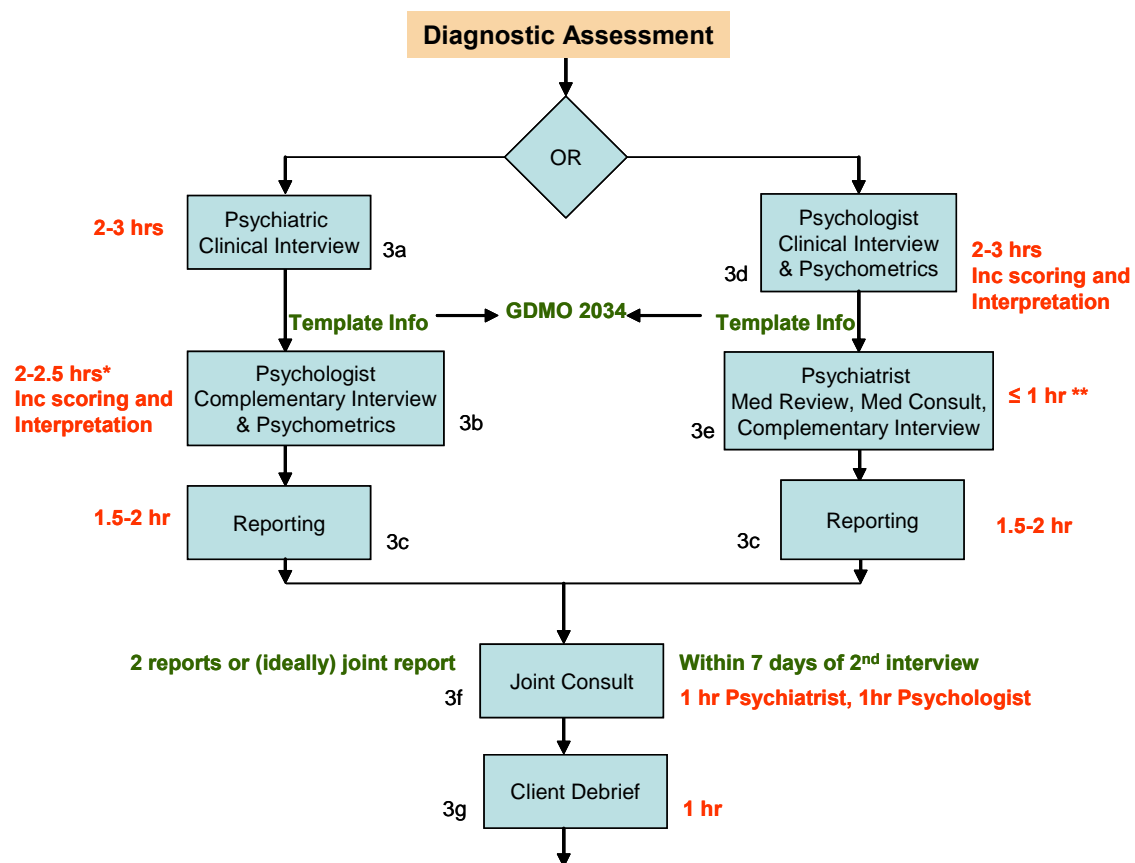 Diagnostic Assessment
OR
2-3 hrs
Psychiatric
Clinical Interview
3a
Psychologist
Clinical Interview
& Psychometrics
3d
2-3 hrs
Inc scoring and
Interpretation
Template Info
GDMO 2034
Template Info
2-2.5 hrs*
Inc scoring and
Interpretation
Psychologist
Complementary Interview
& Psychometrics
3b
Psychiatrist
Med Review, Med Consult,
Complementary Interview
3e
≤ 1 hr **
1.5-2 hr
Reporting
3c
Reporting
3c
1.5-2 hr
2 reports or (ideally) joint report
Joint Consult
3f
Within 7 days of 2nd interview
1 hr Psychiatrist, 1hr Psychologist
Client Debrief
3g
1 hr